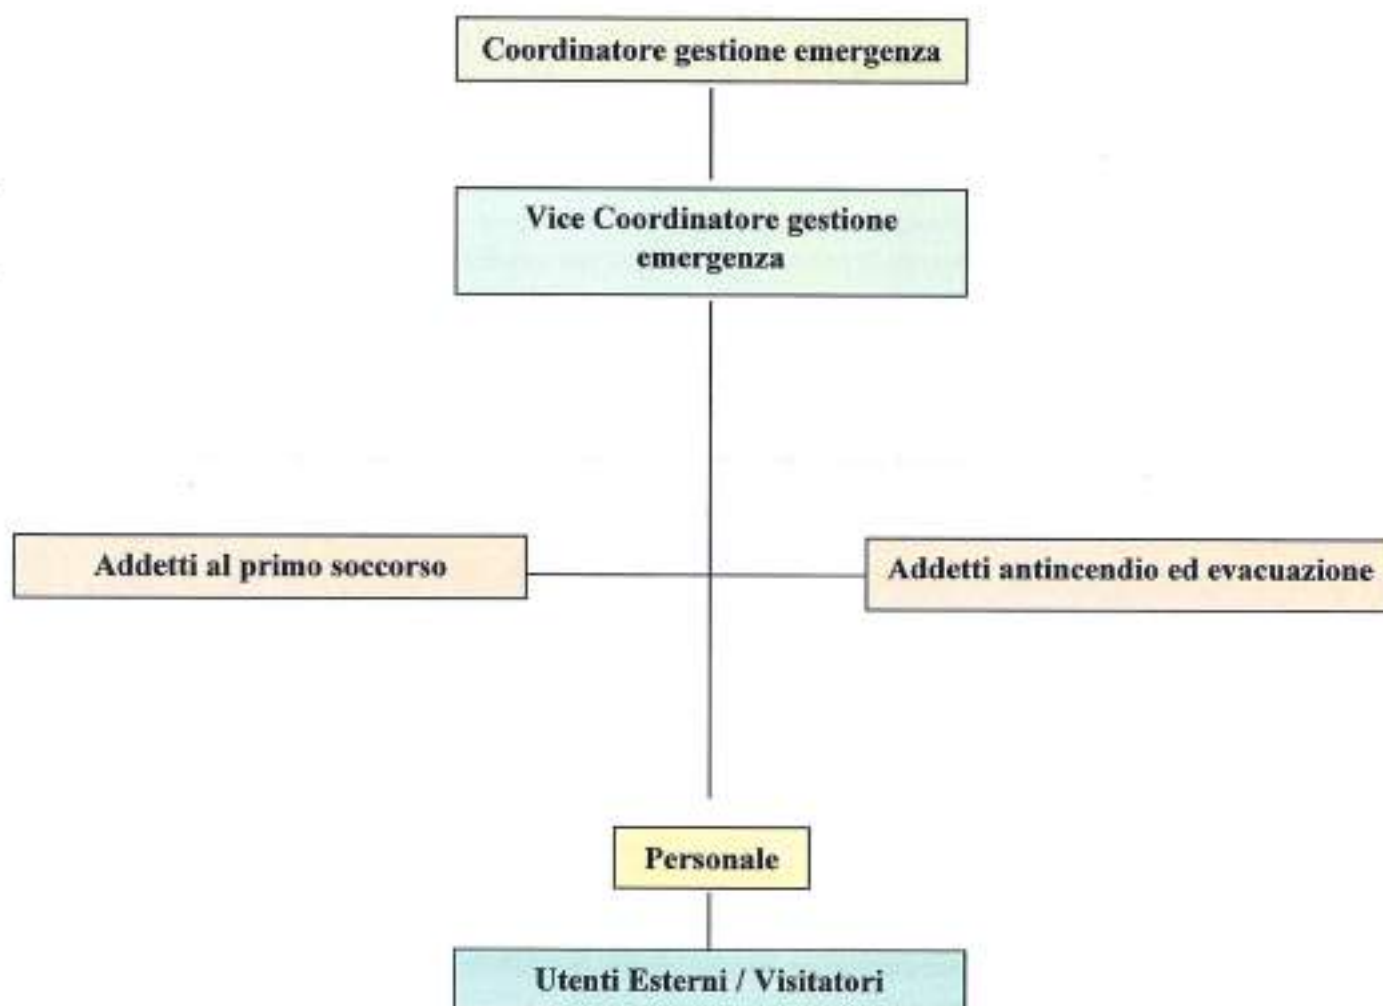 Coordinatore gestione emergenza
Vice Coordinatore gestione
emergenza
Addetti al primo soccorso
Addetti antincendio ed evacuazione
Personale
Utenti Esterni / Visitatori